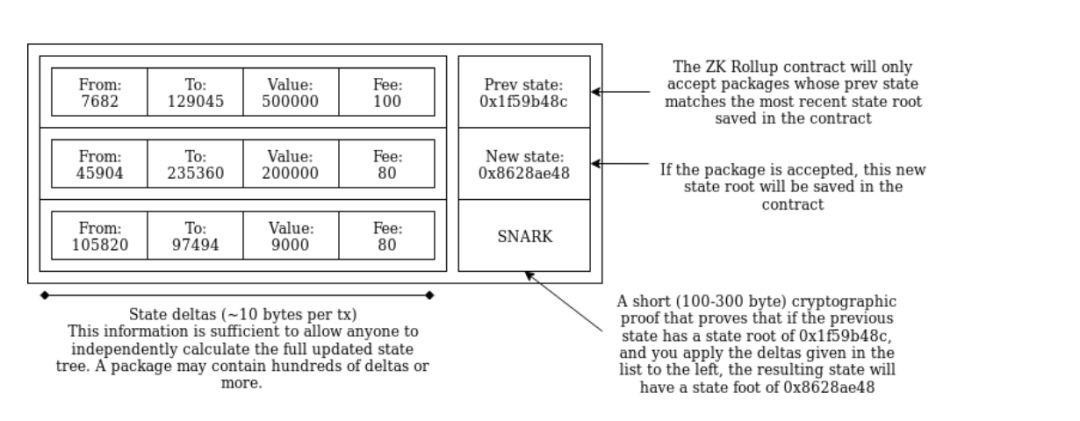 From: To: Value: Fee:
7682 129045 500000 100
From: To: Value: Fee:
45904 235360 200000 80
From: To: Value: Fee:
105820 97494 9000 80
Prev state:
0x1f59b48c
New state:
0x8628ae48
SNARK
The ZK Rollup contract will only
accept packages whose prev state
matches the most recent state root
saved in the contract
If the package is accepted, this new
state root will be saved in the
contract
State deltas (~10 bytes per tx)
This information is sufficient to allow anyone to
independently calculate the full updated state
tree. A package may contain hundreds of deltas or
more.
A short (100-300 byte) cryptographic
proof that proves that if the previous
state has a state root of 0x1f59b48c,
and you apply the deltas given in the
list to the left, the resulting state will
have a state foot of 0x8628ae48